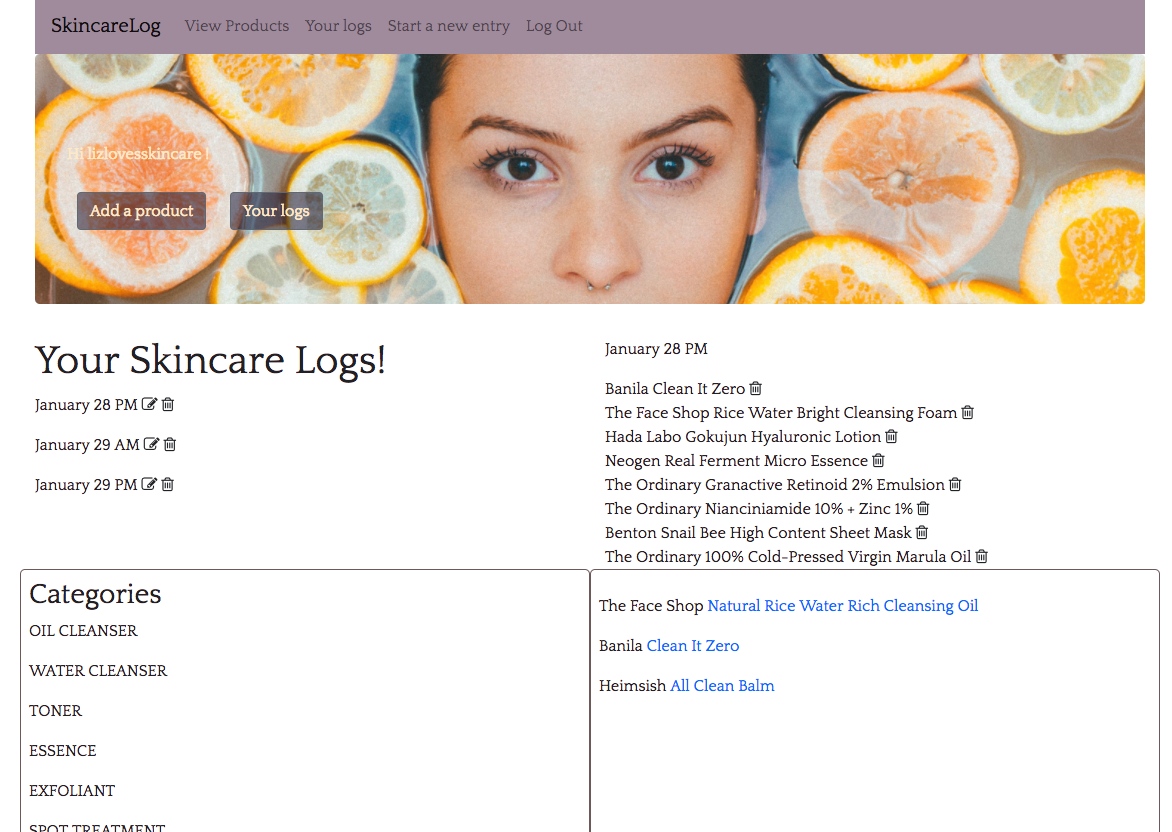 SkincareLog View Products Your logs Start a new entry Log Out
Hi lizlovesskincare !
Add a product Your logs
Your Skincare Logs!
January 28 PM
January 29 AM
January 29 PM
January 28 PM
Banila Clean It Zero
The Face Shop Rice Water Bright Cleansing Foam
Hada Labo Gokujun Hyaluronic Lotion
Neogen Real Ferment Micro Essence
The Ordinary Granactive Retinoid 2% Emulsion
The Ordinary Nianciniamide 10% + Zinc 1%
Benton Snail Bee High Content Sheet Mask
The Ordinary 100% Cold-Pressed Virgin Marula Oil
Categories
OIL CLEANSER
WATER CLEANSER
TONER
ESSENCE
EXFOLIANT
SPOT TREATMENT
The Face Shop Natural Rice Water Rich Cleansing Oil
Banila Clean It Zero
Heimsish All Clean Balm